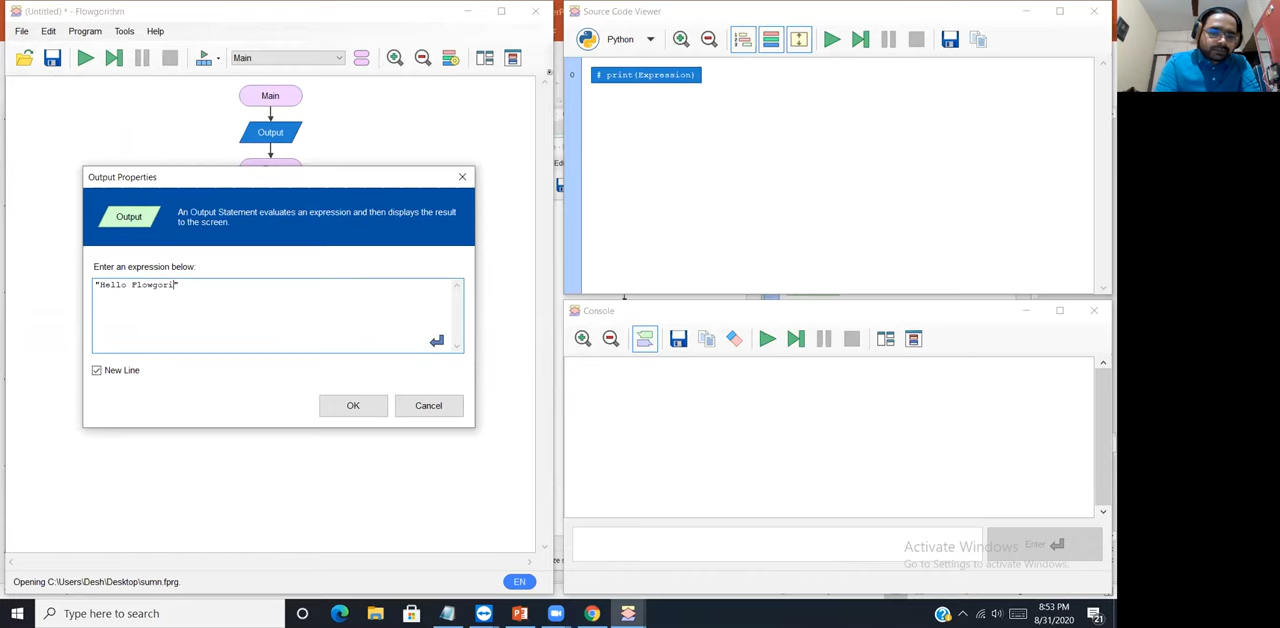 (Untitled) * - Flowgorithm
File Edit Program Tools Help
Main
Main
Output
Output Properties
Output
An Output Statement evaluates an expression and then displays the result
to the screen.
Enter an expression below:
"Hello Flowgori"
New Line
OK Cancel
Opening C:\Users\Desh\Desktop\sumn.fprg.
EN
Source Code Viewer
Python
0 # print(Expression)
Console
Enter
Activate Windows
Go to Settings to activate Windows.
Type here to search
8:53 PM
8/31/2020
21